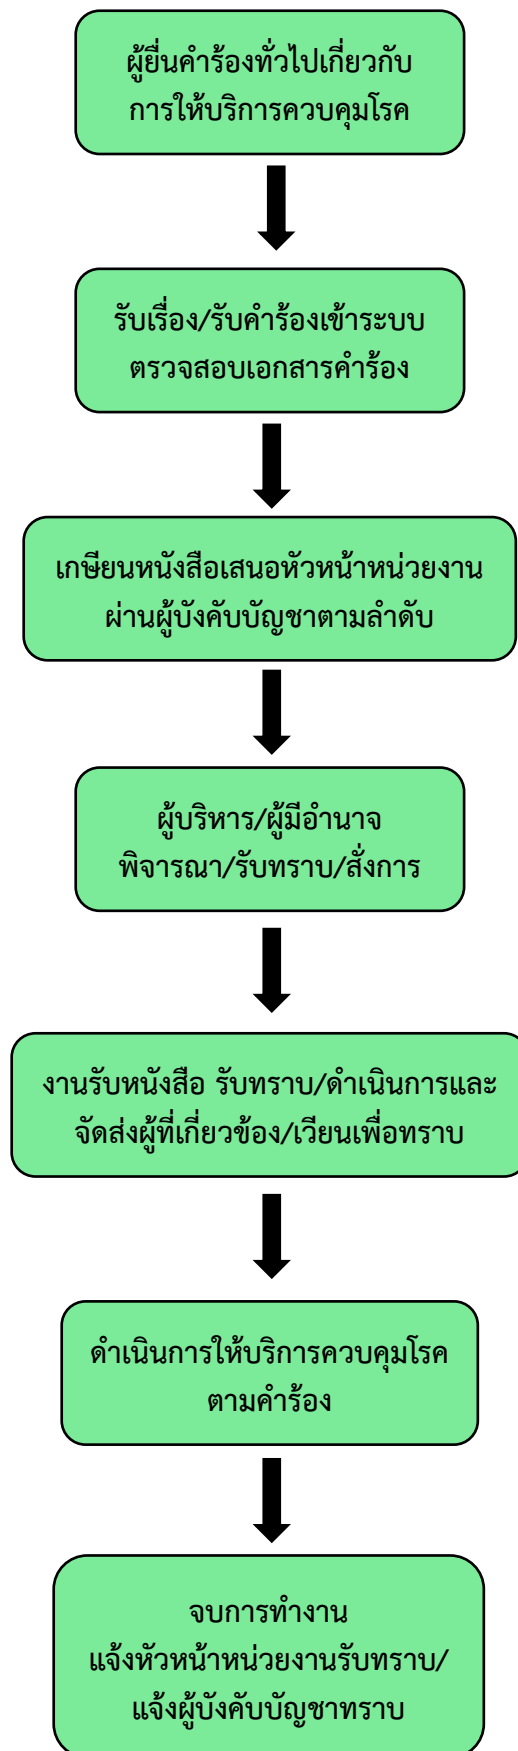 ผู้ยื่นคำร้องทั่วไปเกี่ยวกับ
การให้บริการควบคุมโรค
รับเรื่อง/รับคำร้องเข้าระบบ
ตรวจสอบเอกสารคำร้อง
เกษียนหนังสือเสนอหัวหน้าหน่วยงาน
ผ่านผู้บังคับบัญชาตามลำดับ
ผู้บริหาร/ผู้มีอำนาจ
พิจารณา/รับทราบ/สั่งการ
งานรับหนังสือ รับทราบ/ดำเนินการและ
จัดส่งผู้ที่เกี่ยวข้อง/เวียนเพื่อทราบ
ดำเนินการให้บริการควบคุมโรค
ตามคำร้อง
จบการทำงาน
แจ้งหัวหน้าหน่วยงานรับทราบ/
แจ้งผู้บังคับบัญชาทราบ